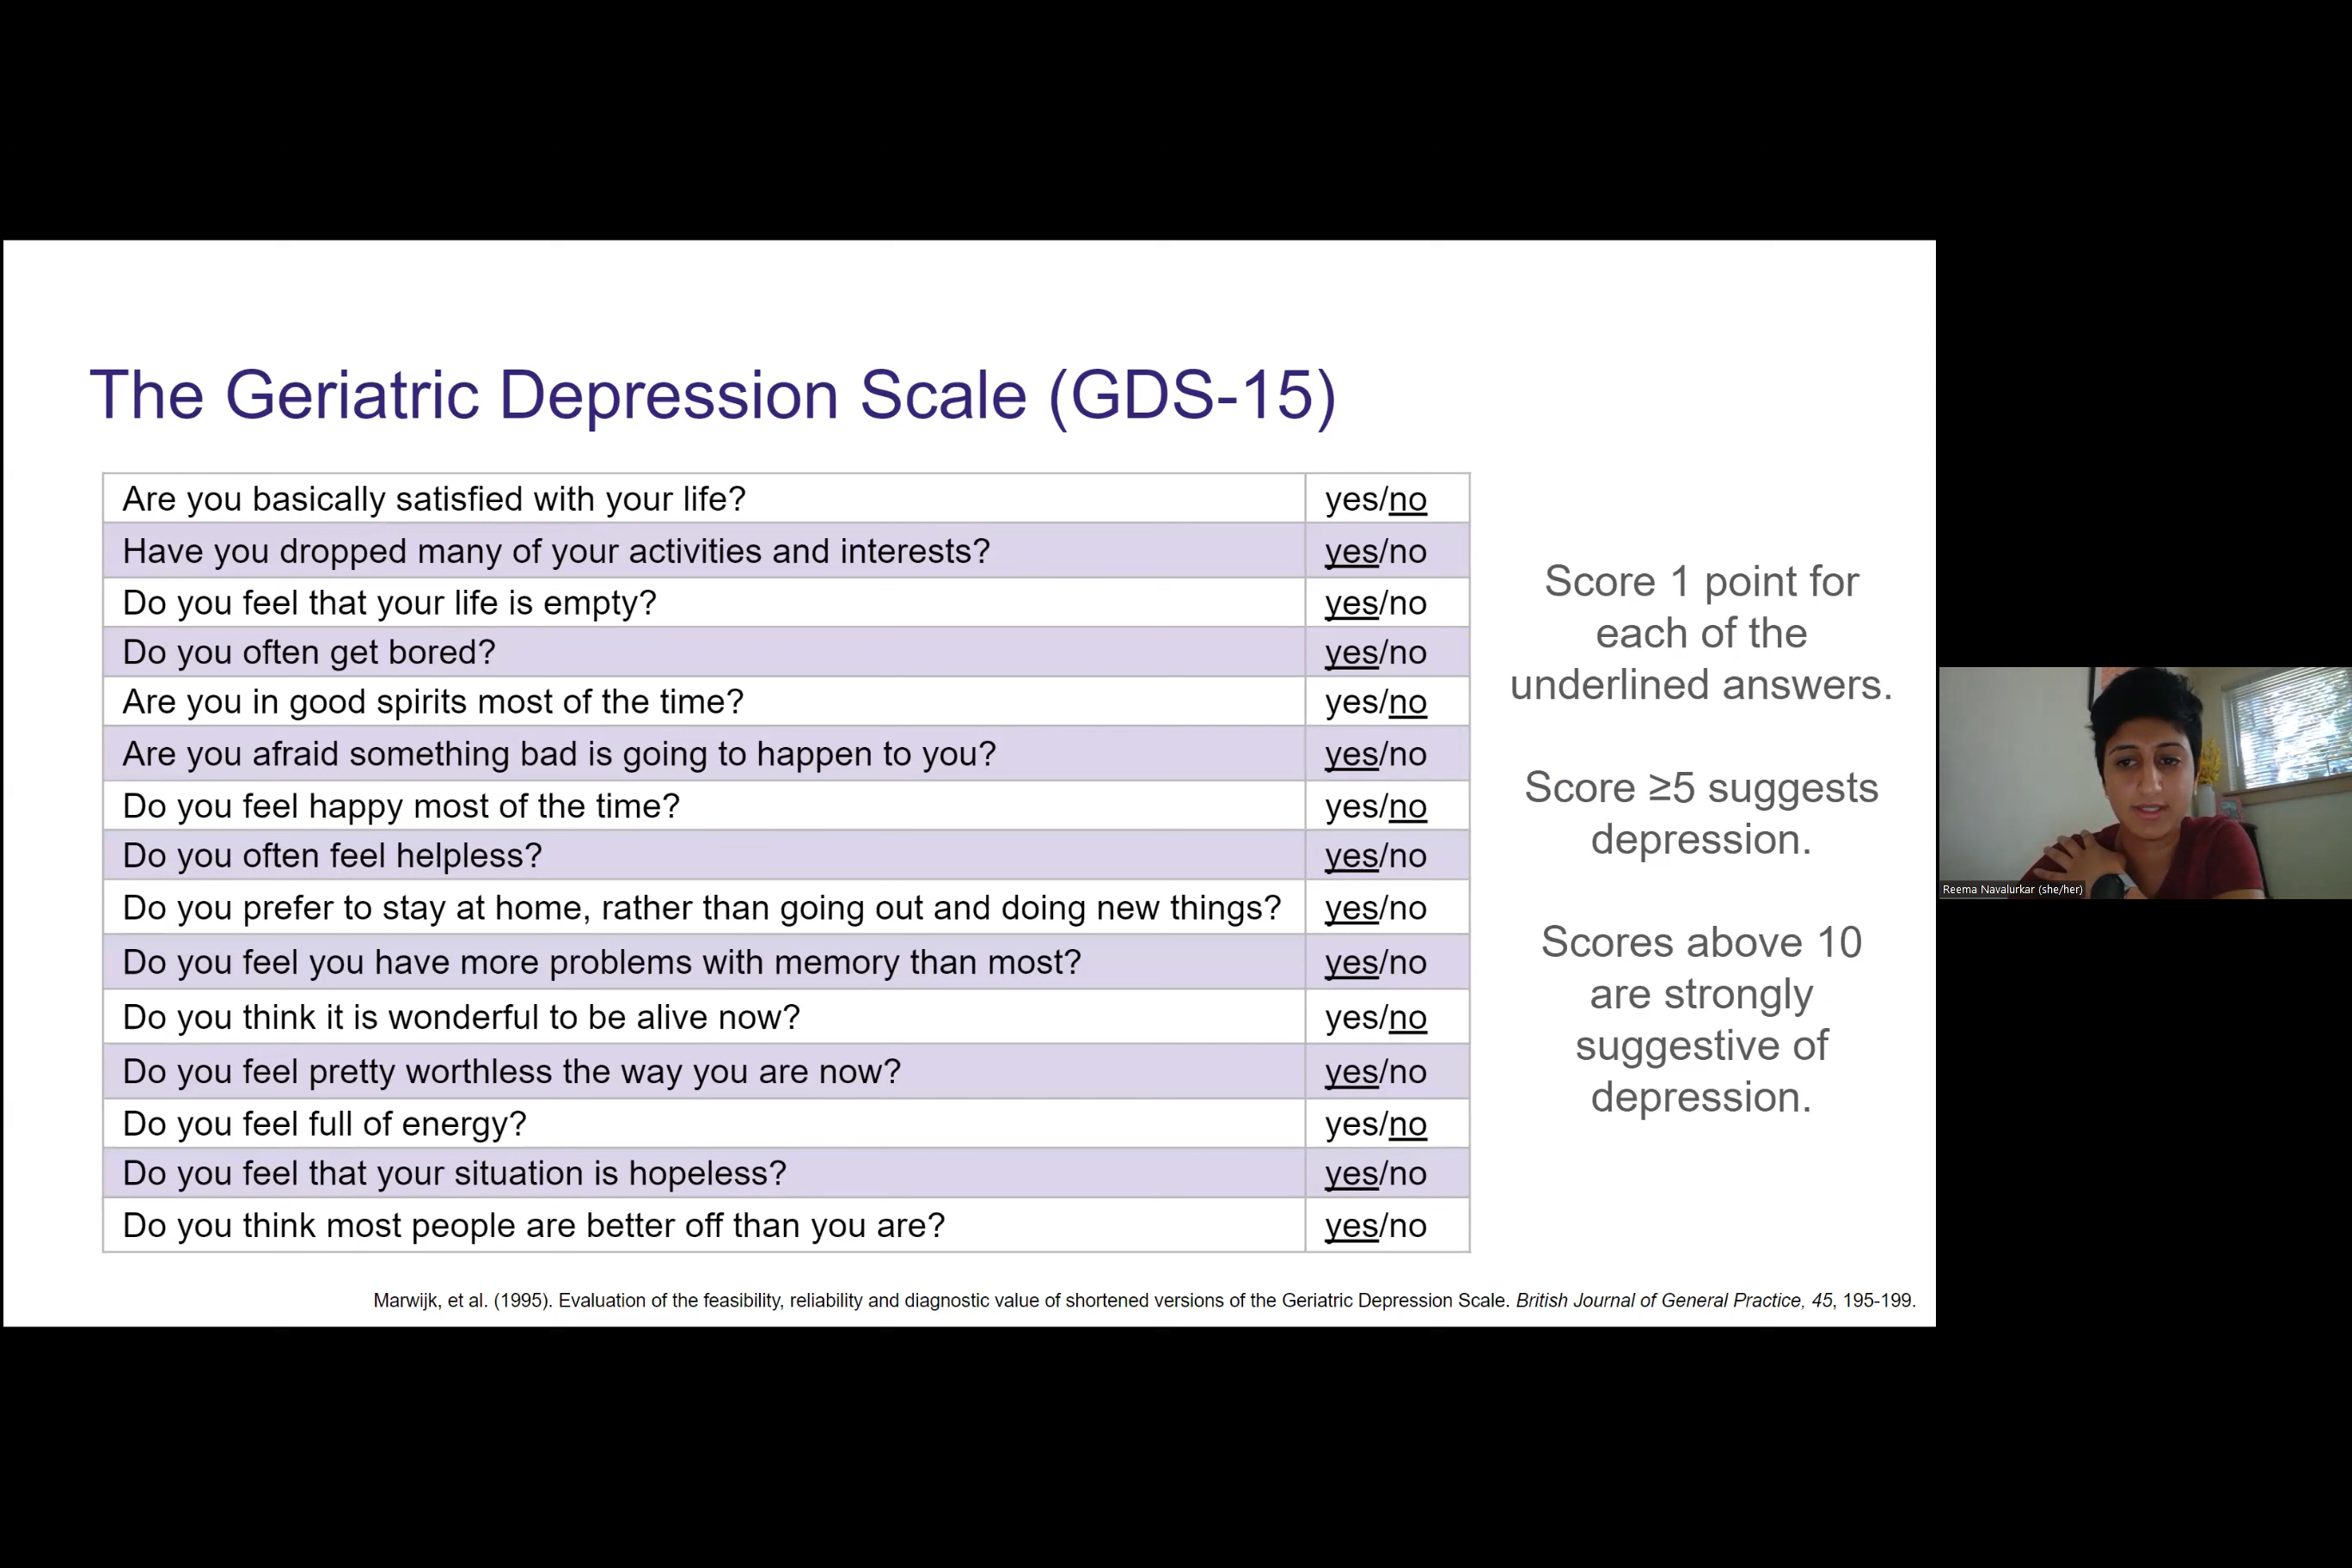 The Geriatric Depression Scale (GDS-15)
Are you basically satisfied with your life? yes/no
Have you dropped many of your activities and interests? yes/no
Do you feel that your life is empty? yes/no
Do you often get bored? yes/no
Are you in good spirits most of the time? yes/no
Are you afraid something bad is going to happen to you? yes/no
Do you feel happy most of the time? yes/no
Do you often feel helpless? yes/no
Do you prefer to stay at home, rather than going out and doing new things? yes/no
Do you feel you have more problems with memory than most? yes/no
Do you think it is wonderful to be alive now? yes/no
Do you feel pretty worthless the way you are now? yes/no
Do you feel full of energy? yes/no
Do you feel that your situation is hopeless? yes/no
Do you think most people are better off than you are? yes/no
Score 1 point for
each of the
underlined answers.
Score ≥5 suggests
depression.
Scores above 10
are strongly
suggestive of
depression.
Marwijk, et al. (1995). Evaluation of the feasibility, reliability and diagnostic value of shortened versions of the Geriatric Depression Scale. British Journal of General Practice, 45, 195-199.
Reema Navalurkar (she/her)